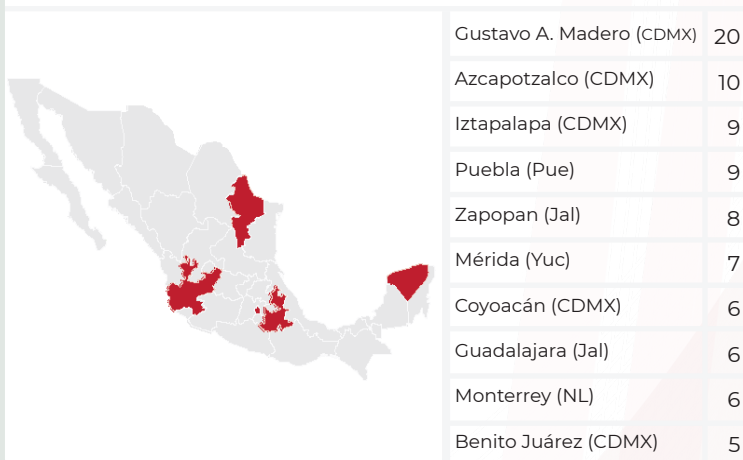 Gustavo A. Madero (CDMX) 20
Azcapotzalco (CDMX) 10
Iztapalapa (CDMX) 9
Puebla (Pue) 9
Zapopan (Jal) 8
Mérida (Yuc) 7
Coyoacán (CDMX) 6
Guadalajara (Jal) 6
Monterrey (NL) 6
Benito Juárez (CDMX) 5